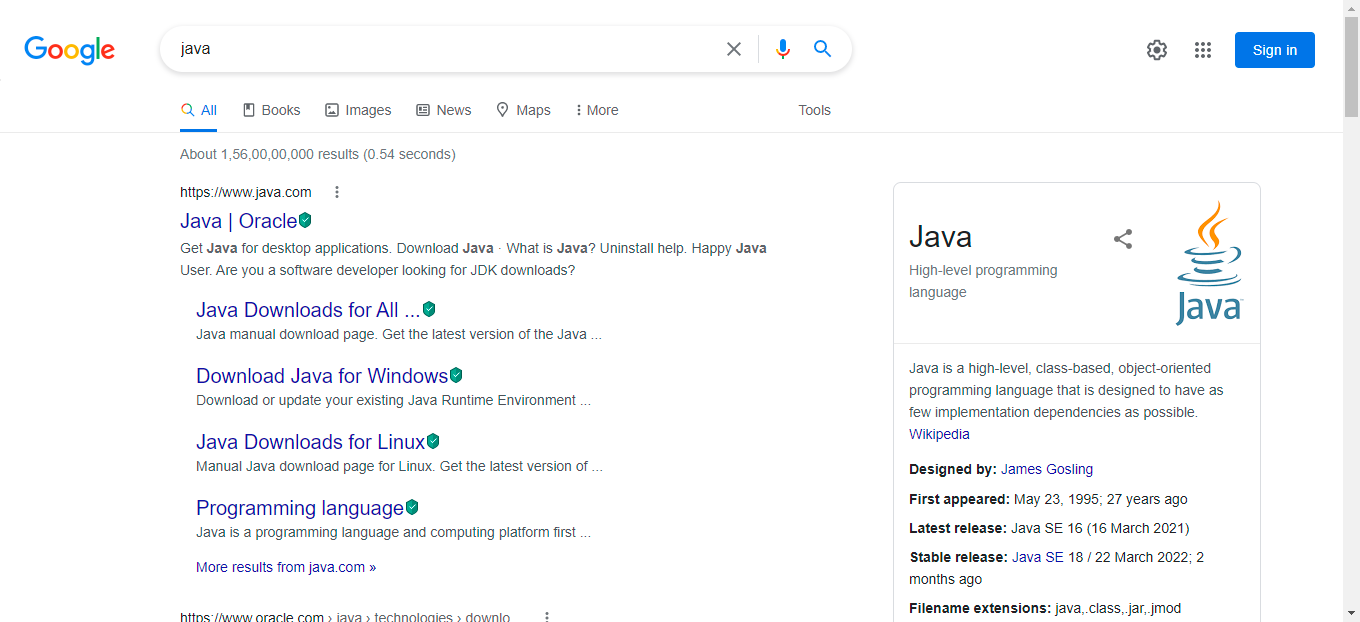 Google
java
Sign in
All
Books
Images
News
Maps
More
Tools
About 1,56,00,00,000 results (0.54 seconds)
https://www.java.com
Java | Oracle
Get Java for desktop applications. Download Java · What is Java? Uninstall help. Happy Java
User. Are you a software developer looking for JDK downloads?
Java Downloads for All ...
Java manual download page. Get the latest version of the Java ...
Download Java for Windows
Download or update your existing Java Runtime Environment ...
Java Downloads for Linux
Manual Java download page for Linux. Get the latest version of ...
Programming language
Java is a programming language and computing platform first ...
More results from java.com »
https://www.oracle.com › java › technologies › downlo...
Java
High-level programming
language
Java
Java is a high-level, class-based, object-oriented
programming language that is designed to have as
few implementation dependencies as possible.
Wikipedia
Designed by: James Gosling
First appeared: May 23, 1995; 27 years ago
Latest release: Java SE 16 (16 March 2021)
Stable release: Java SE 18 / 22 March 2022; 2
months ago
Filename extensions: java,.class,.jar,.jmod